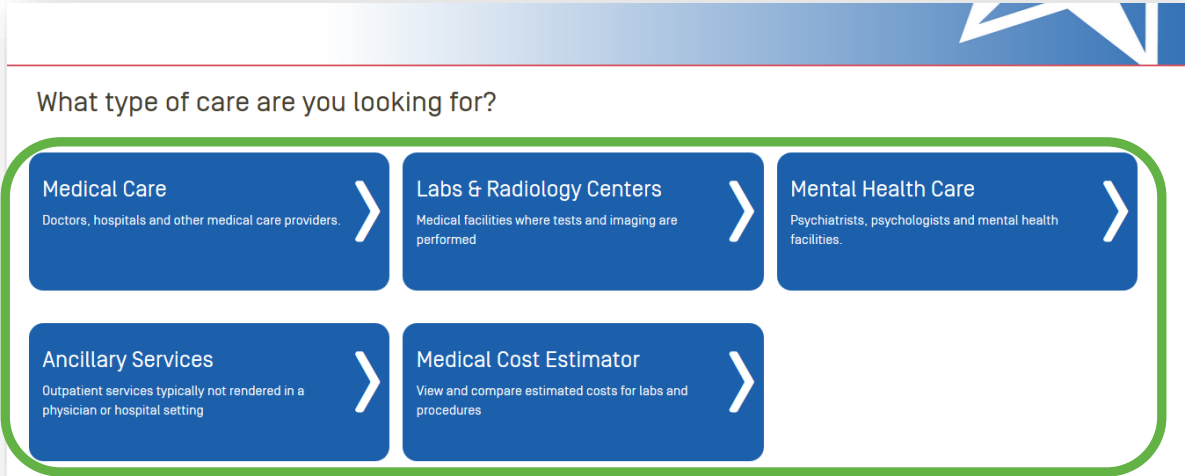 What type of care are you looking for?
Medical Care
Doctors, hospitals and other medical care providers.
Labs & Radiology Centers
Medical facilities where tests and imaging are
performed
Mental Health Care
Psychiatrists, psychologists and mental health
facilities.
Ancillary Services
Outpatient services typically not rendered in a
physician or hospital setting
Medical Cost Estimator
View and compare estimated costs for labs and
procedures